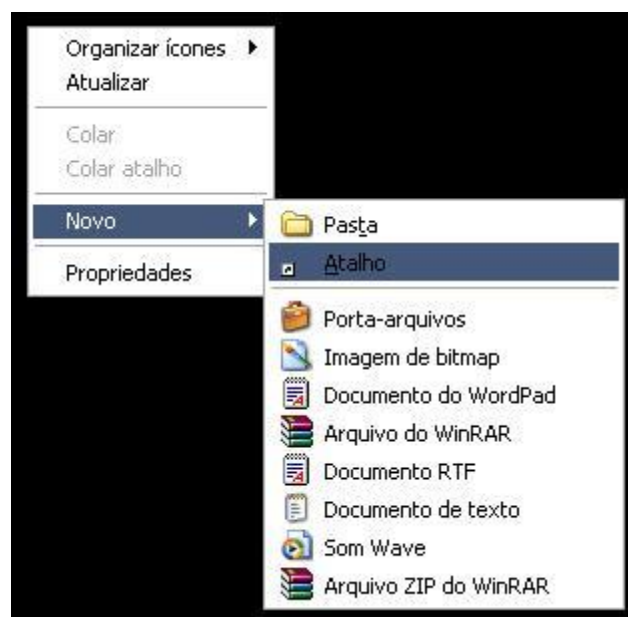 Organizar ícones
Atualizar
Colar
Colar atalho
Novo
Propriedades
Pasta
Atalho
Porta-arquivos
Imagem de bitmap
Documento do WordPad
Arquivo do WinRAR
Documento RTF
Documento de texto
Som Wave
Arquivo ZIP do WinRAR